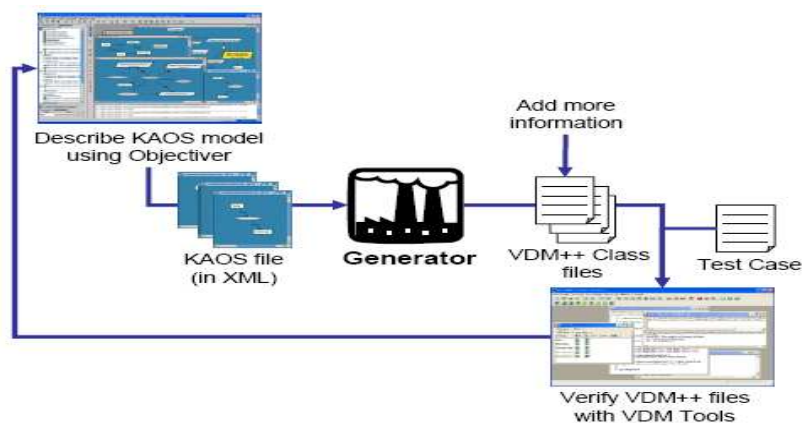 Describe KAOS model
using Objectiver
Add more
information
KAOS file
(in XML)
Generator
VDM++ Class
files
Test Case
Verify VDM++ files
with VDM Tools